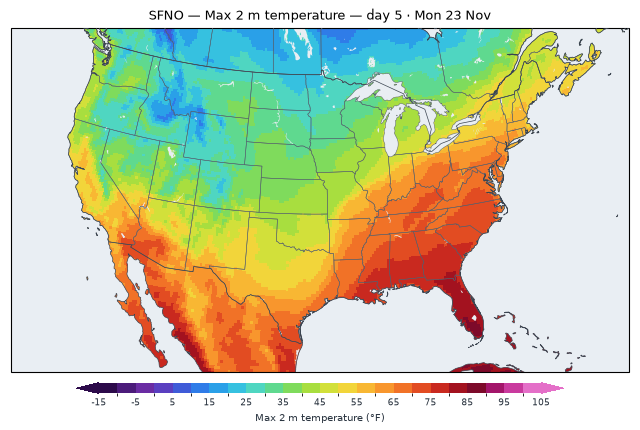 SFNO — Max 2 m temperature — day 5 · Mon 23 Nov
-15 -5 5 15 25 35 45 55 65 75 85 95 105
Max 2 m temperature (°F)